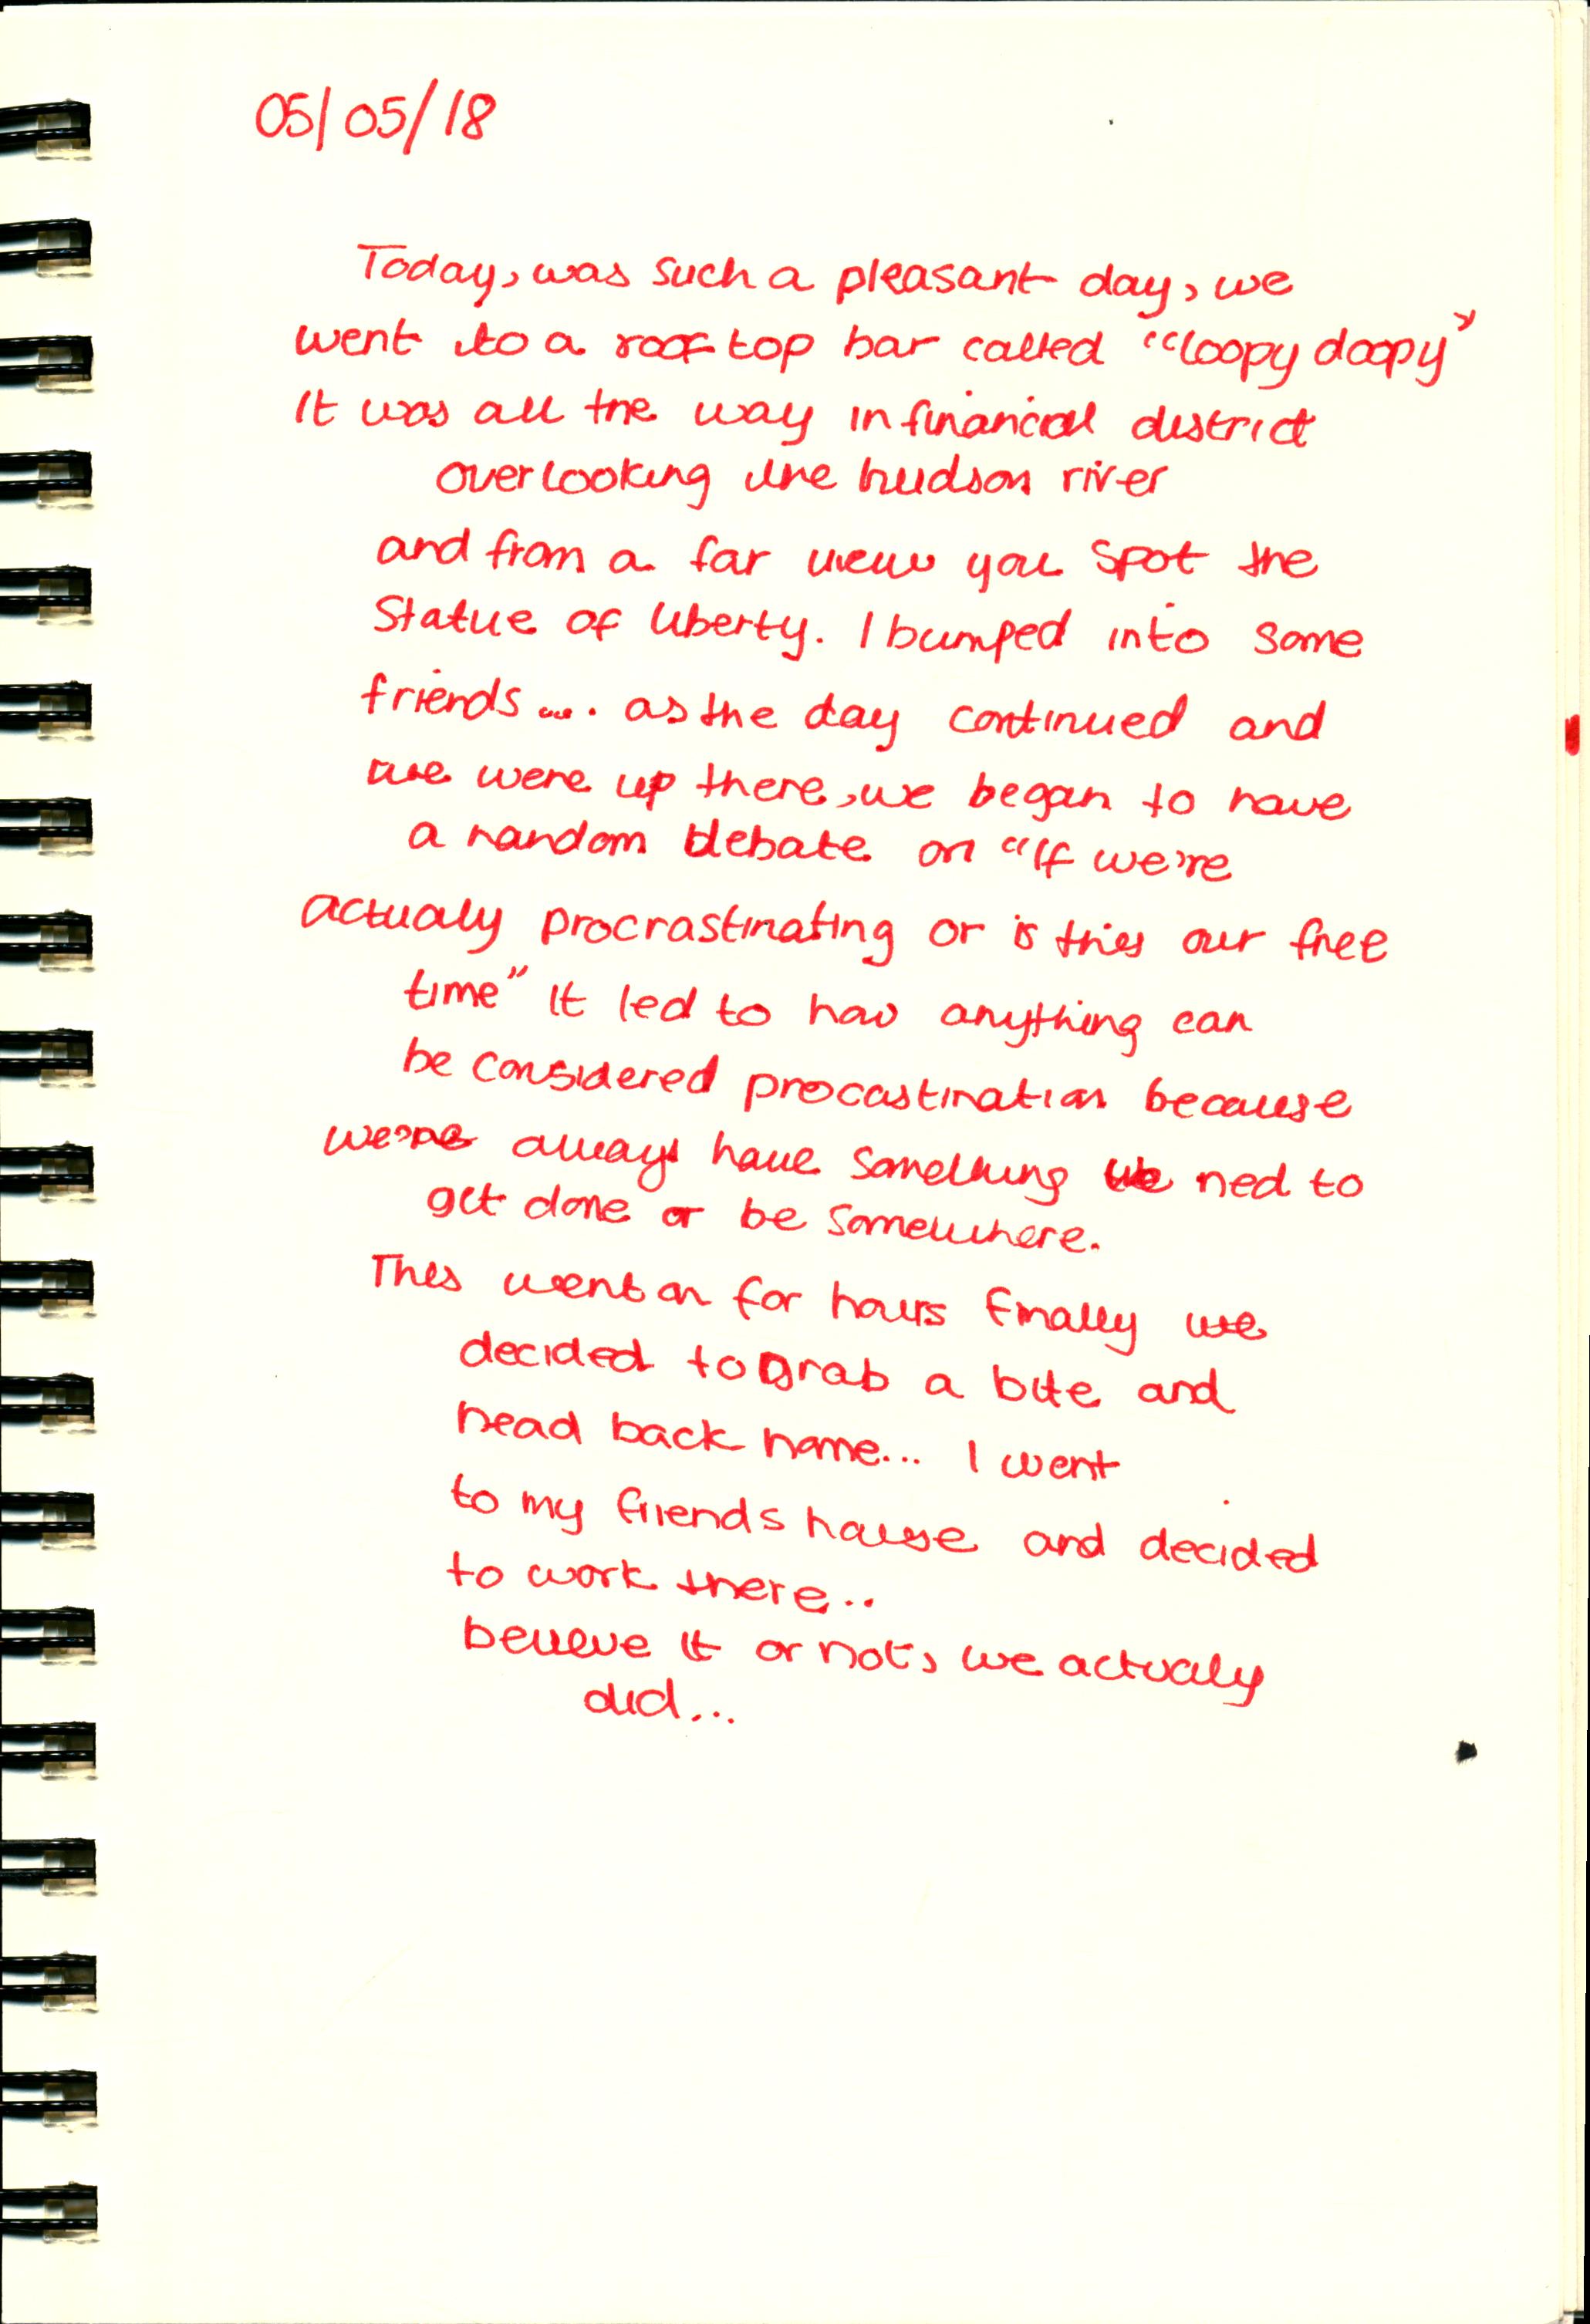 05/05/18
Today, was such a pleasant day, we
went to a rooftop bar called "loopy doopy"
It was all the way in financial district
overlooking the hudson river
and from a far view you spot the
Statue of liberty. I bumped into some
friends.... as the day continued and
we were up there, we began to have
a random debate on "If we're
actualy procrastinating or is this our free
time" It led to how anything can
be considered procastination because
we're always have something we ned to
get done or be somewhere.
This went on for hours finally we
decided to grab a bite and
head back home... I went
to my friends house and decided
to work there..
believe it or not, we actualy
did...